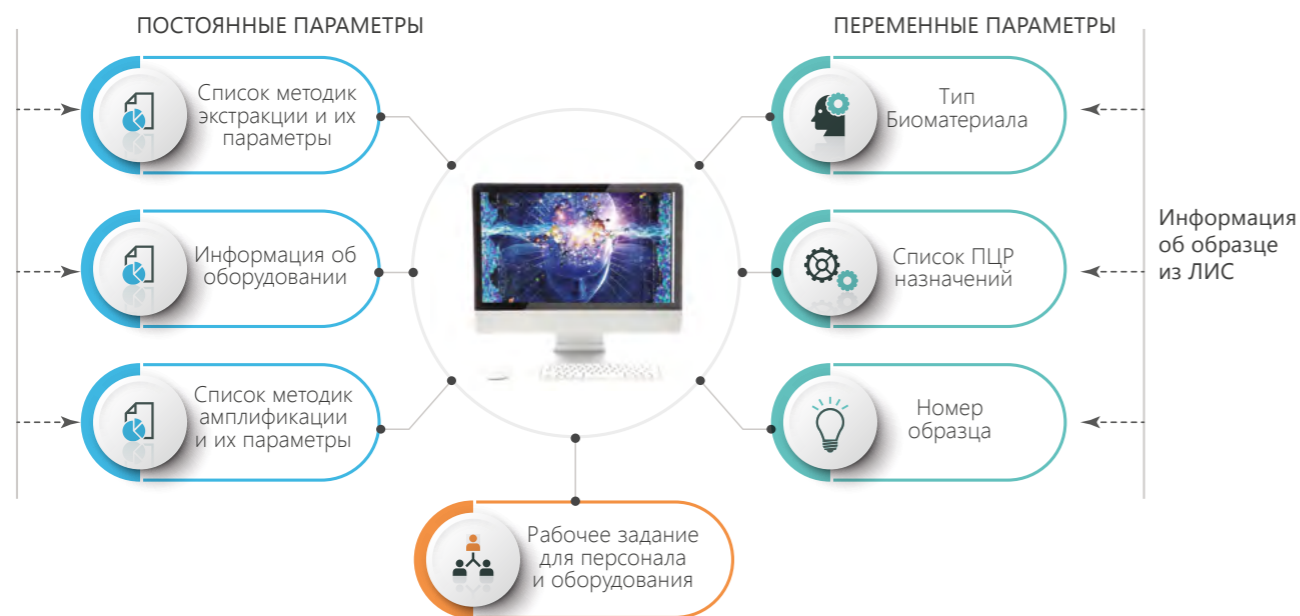 ПОСТОЯННЫЕ ПАРАМЕТРЫ
Список методик
экстракции и их
параметры
Информация об
оборудовании
Список методик
амплификации
и их параметры
ПЕРЕМЕННЫЕ ПАРАМЕТРЫ
Тип
Биоматериала
Список ПЦР
назначений
Номер
образца
Информация
об образце
из ЛИС
Рабочее задание
для персонала
и оборудования